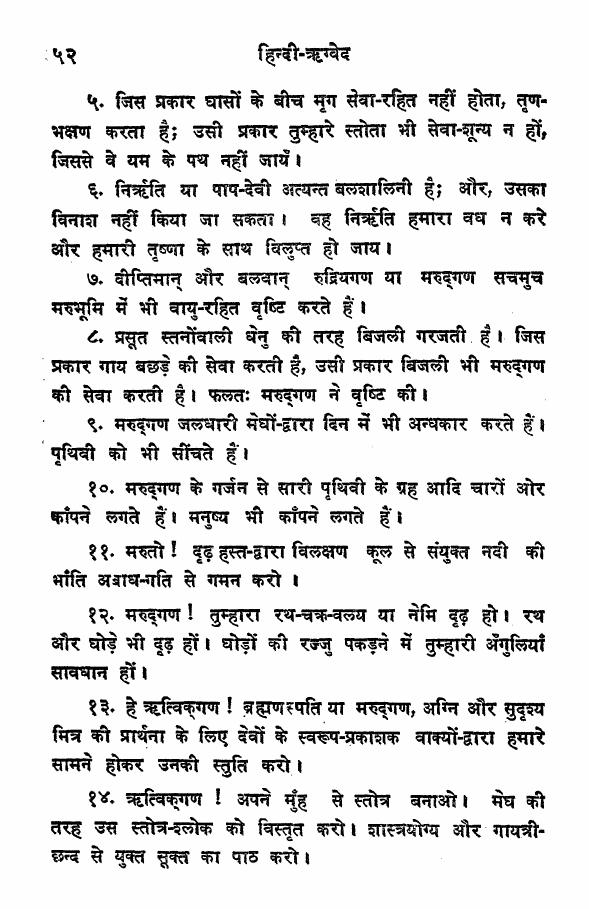 ५२ हिन्दी-ऋग्वेद
५. जिस प्रकार घासों के बीच मृग सेवा-रहित नहीं होता, तृण-
भक्षण करता है; उसी प्रकार तुम्हारे स्तोता भी सेवा-शून्य न हों,
जिससे वे यम के पथ नहीं जायँ।
६. निर्ऋति या पाप-देवी अत्यन्त बलशालिनी है; और, उसका
विनाश नहीं किया जा सकता। वह निर्ऋति हमारा वध न करे
और हमारी तृष्णा के साथ विलुप्त हो जाय।
७. दीप्तिमान् और बलवान् रुद्रियगण या मरुद्गण सचमुच
मरुभूमि में भी वायु-रहित वृष्टि करते हैं।
८. प्रसूत स्तनोंवाली धेनु की तरह बिजली गरजती है। जिस
प्रकार गाय बछड़े की सेवा करती है, उसी प्रकार बिजली भी मरुद्गण
की सेवा करती है। फलतः मरुद्गण ने वृष्टि की।
९. मरुद्गण जलधारी मेघों-द्वारा दिन में भी अन्धकार करते हैं।
पृथिवी को भी सींचते हैं।
१०. मरुद्गण के गर्जन से सारी पृथिवी के ग्रह आदि चारों ओर
काँपने लगते हैं। मनुष्य भी काँपने लगते हैं।
११. मरुतो! दृढ़ हस्त-द्वारा विलक्षण कूल से संयुक्त नदी की
भाँति अबाध-गति से गमन करो।
१२. मरुद्गण! तुम्हारा रथ-चक्र-वलय या नेमि दृढ़ हो। रथ
और घोड़े भी दृढ़ हों। घोड़ों की रज्जु पकड़ने में तुम्हारी अँगुलियाँ
सावधान हों।
१३. हे ऋत्विक्गण! ब्रह्मणस्पति या मरुद्गण, अग्नि और सुदृश्य
मित्र की प्रार्थना के लिए देवों के स्वरूप-प्रकाशक वाक्यों-द्वारा हमारे
सामने होकर उनकी स्तुति करो।
१४. ऋत्विक्गण! अपने मुँह से स्तोत्र बनाओ। मेघ की
तरह उस स्तोत्र-श्लोक को विस्तृत करो। शास्त्रयोग्य और गायत्री-
छन्द से युक्त सूक्त का पाठ करो।